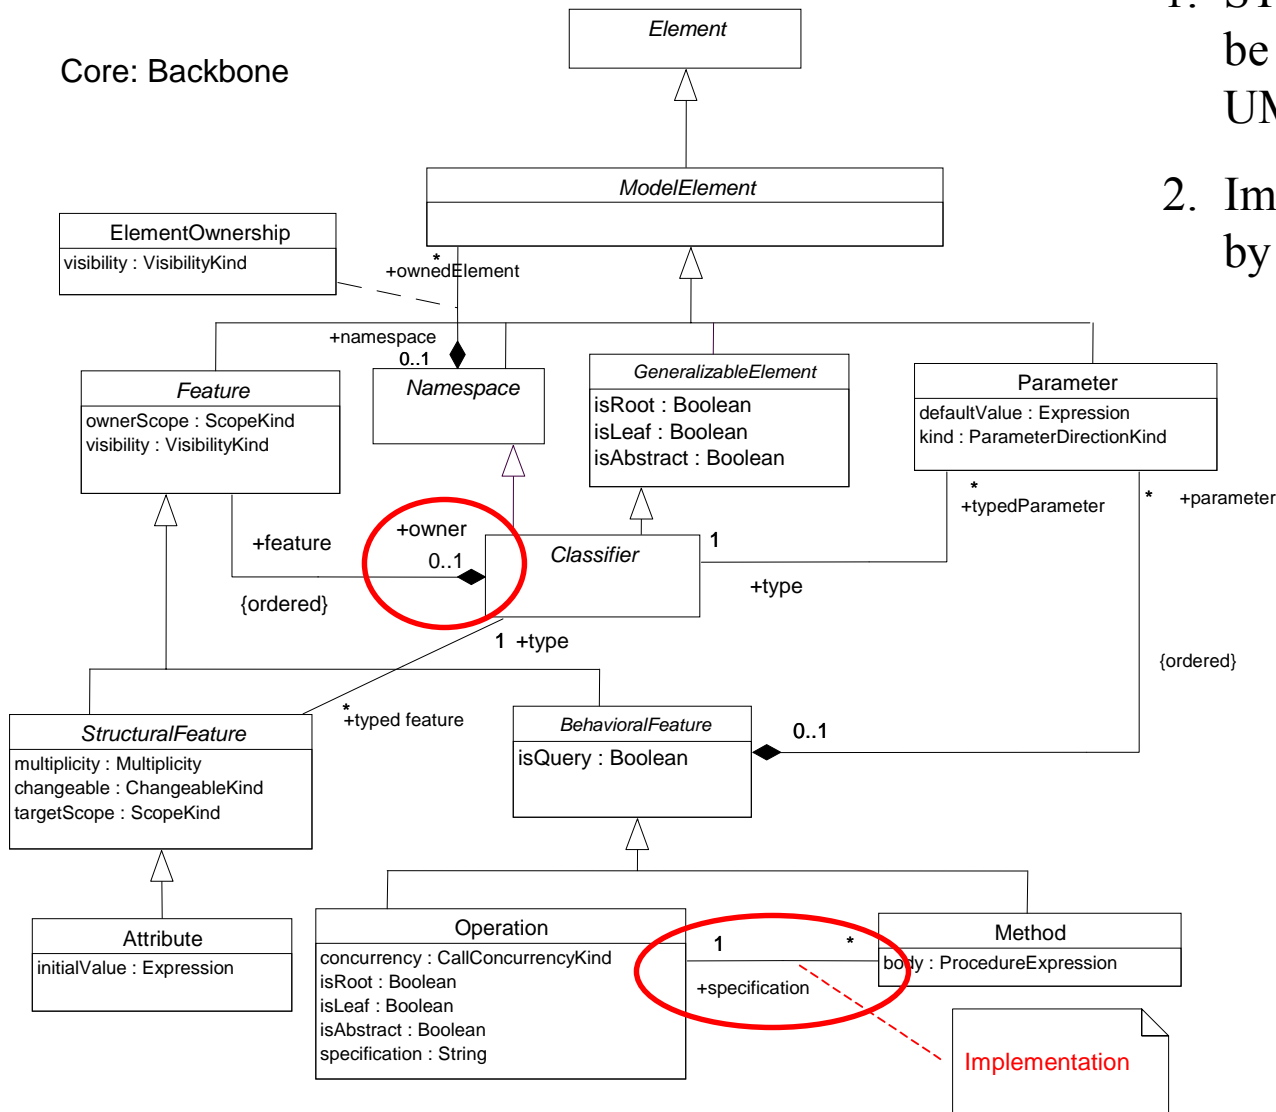 Core: Backbone
Element
1.
be
2.
by
ModelElement
ElementOwnership
visibility : VisibilityKind
*
+ownedElement
+namespace
0..1
Feature
ownerScope : ScopeKind
visibility : VisibilityKind
Namespace
GeneralizableElement
isRoot : Boolean
isLeaf : Boolean
isAbstract : Boolean
Parameter
defaultValue : Expression
kind : ParameterDirectionKind
*
+typedParameter
*
+parameter
+feature
{ordered}
+owner
0..1
Classifier
1
+type
1 +type
{ordered}
*
+typed feature
StructuralFeature
multiplicity : Multiplicity
changeable : ChangeableKind
targetScope : ScopeKind
BehavioralFeature
isQuery : Boolean
0..1
Attribute
initialValue : Expression
Operation
concurrency : CallConcurrencyKind
isRoot : Boolean
isLeaf : Boolean
isAbstract : Boolean
specification : String
1
*
+specification
Method
body : ProcedureExpression
Implementation